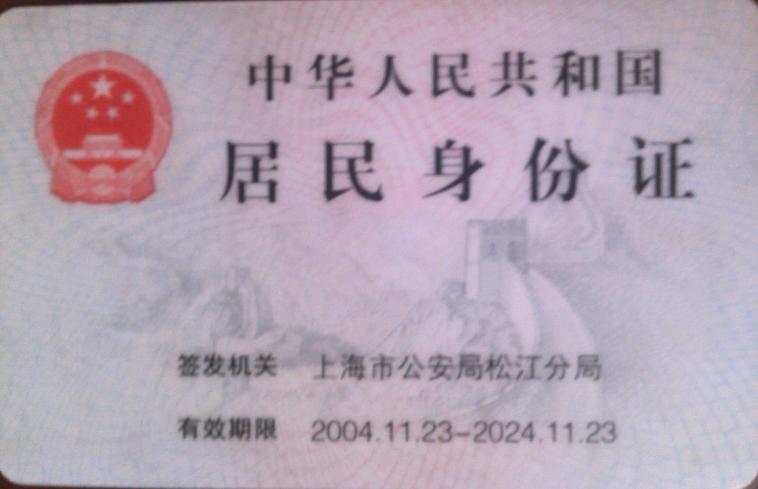 中华人民共和国
居民身份证
签发机关 上海市公安局松江分局
有效期限 2004.11.23-2024.11.23